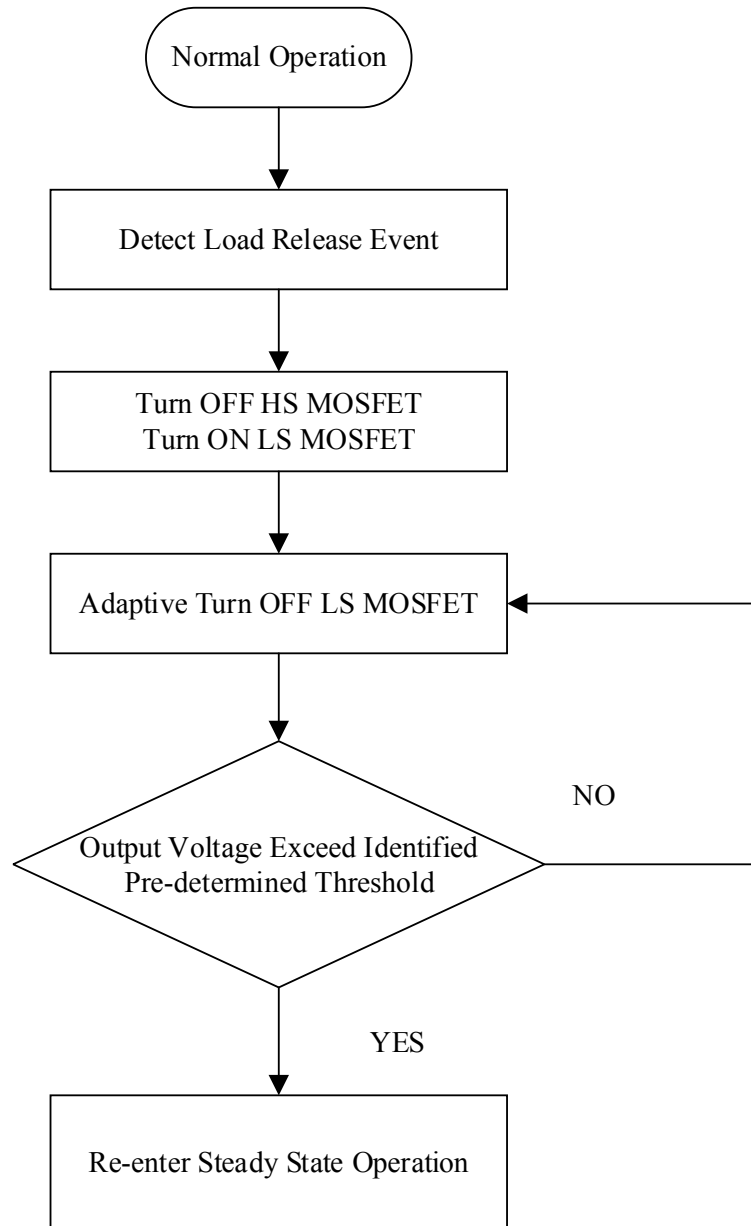 Normal Operation
Detect Load Release Event
Turn OFF HS MOSFET
Turn ON LS MOSFET
Adaptive Turn OFF LS MOSFET
NO
Output Voltage Exceed Identified
Pre-determined Threshold
YES
Re-enter Steady State Operation